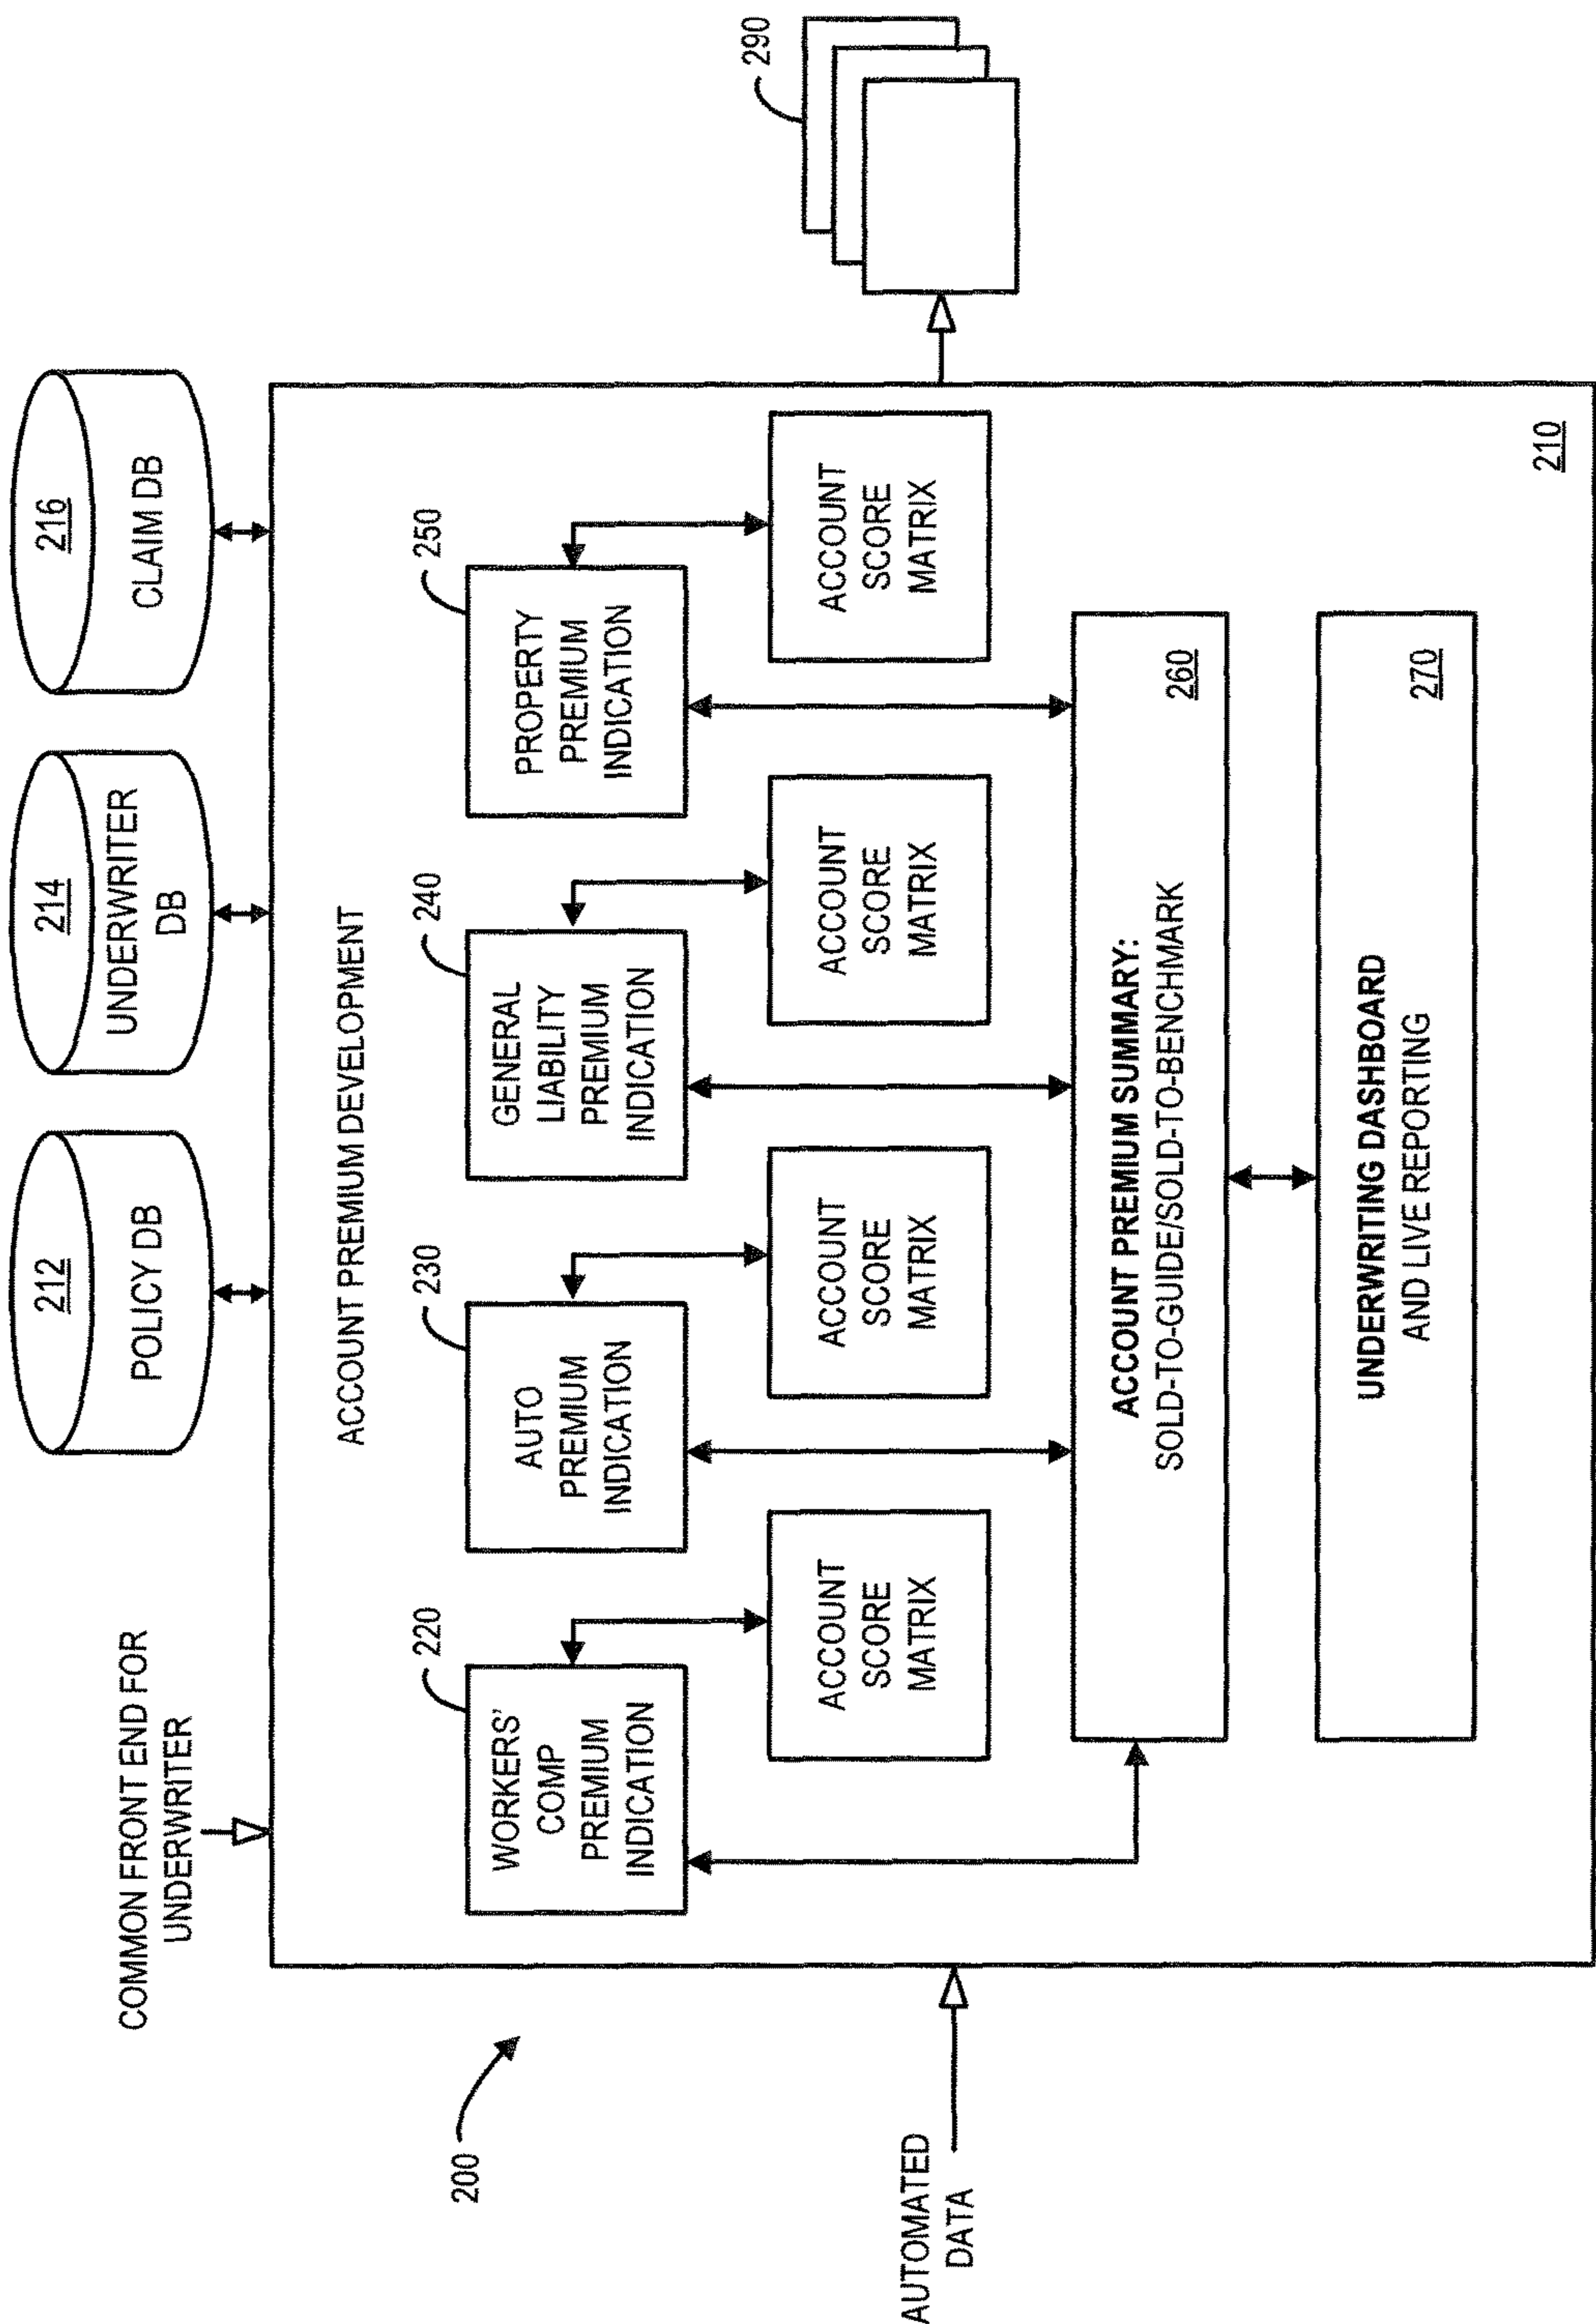 COMMON FRONT END FOR
UNDERWRITER
212
POLICY DB
214
UNDERWRITER
DB
216
CLAIM DB
200
ACCOUNT PREMIUM DEVELOPMENT
220
WORKERS'
COMP
PREMIUM
INDICATION
230
AUTO
PREMIUM
INDICATION
240
GENERAL
LIABILITY
PREMIUM
INDICATION
250
PROPERTY
PREMIUM
INDICATION
290
ACCOUNT
SCORE
MATRIX
ACCOUNT
SCORE
MATRIX
ACCOUNT
SCORE
MATRIX
ACCOUNT
SCORE
MATRIX
AUTOMATED
DATA
ACCOUNT PREMIUM SUMMARY:
SOLD-TO-GUIDE/SOLD-TO-BENCHMARK
260
UNDERWRITING DASHBOARD
AND LIVE REPORTING
270
210